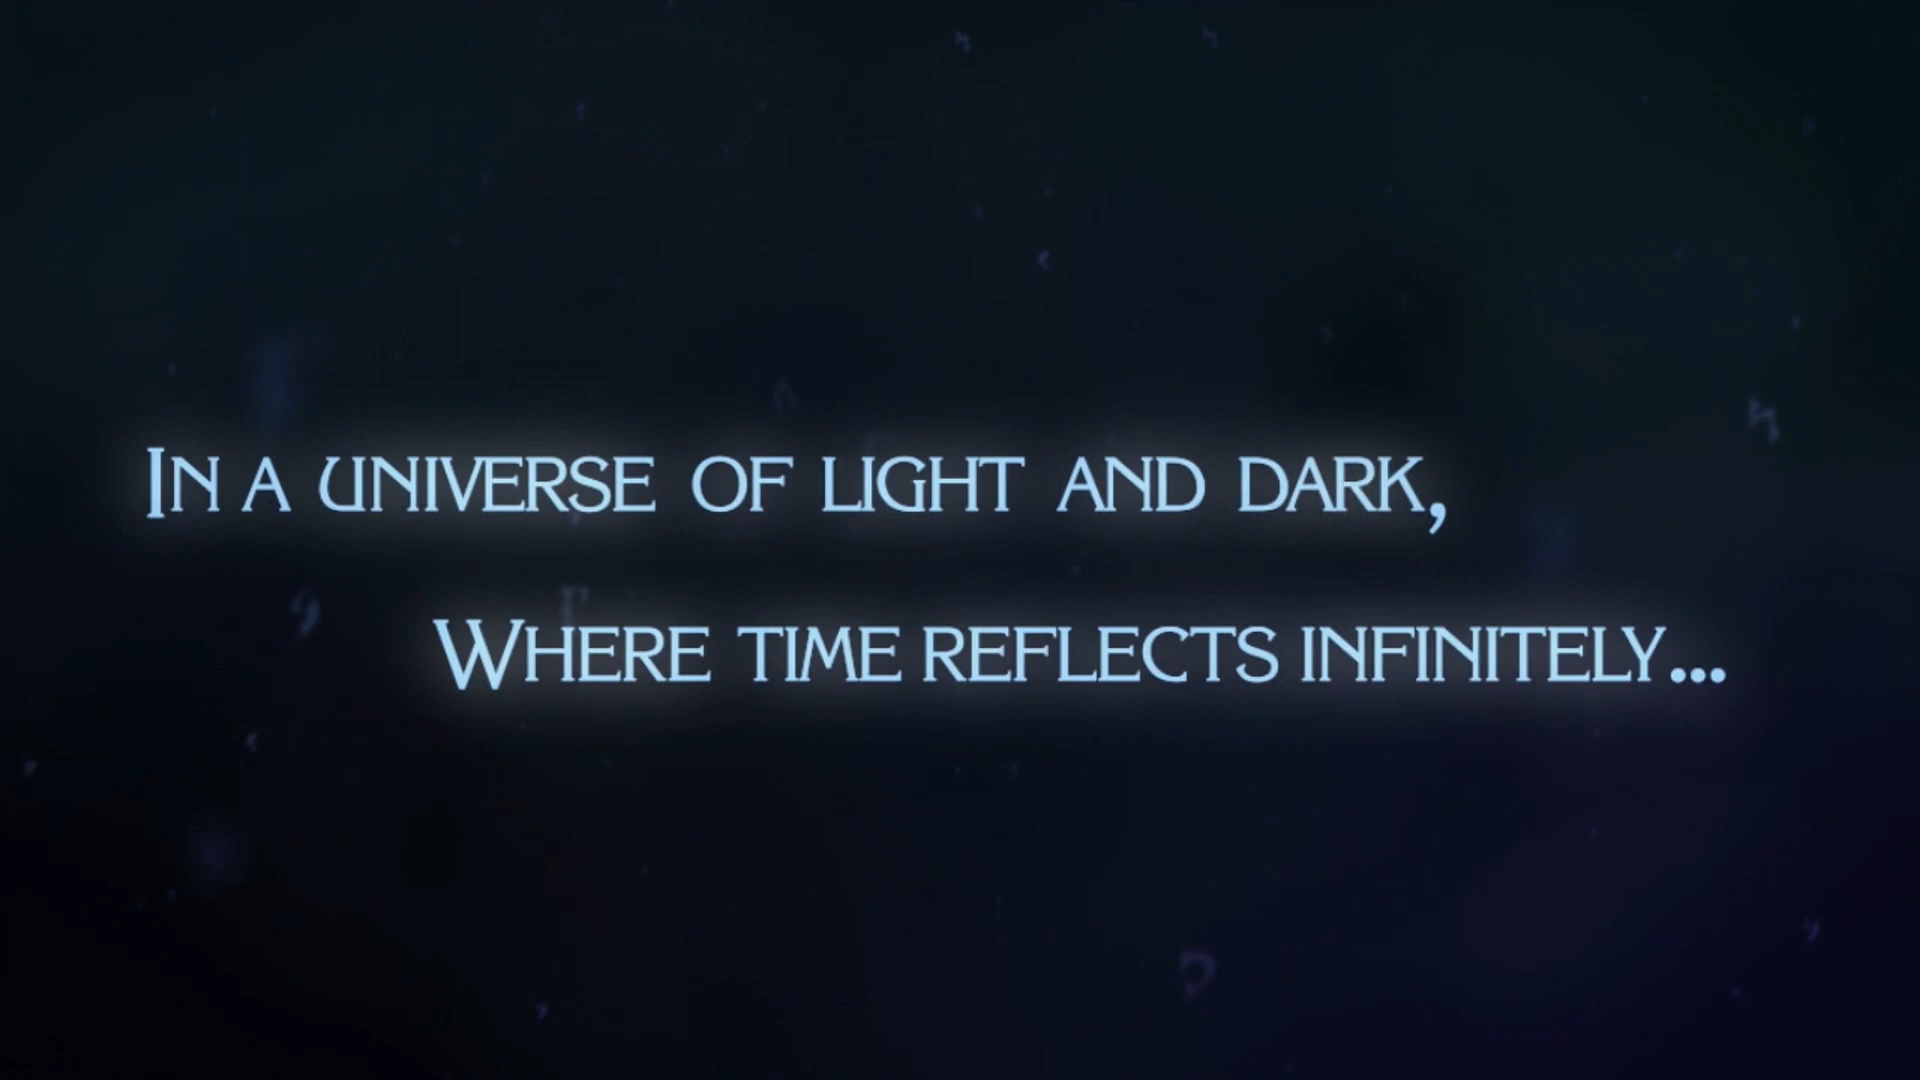 In a universe of light and dark,
Where time reflects infinitely...